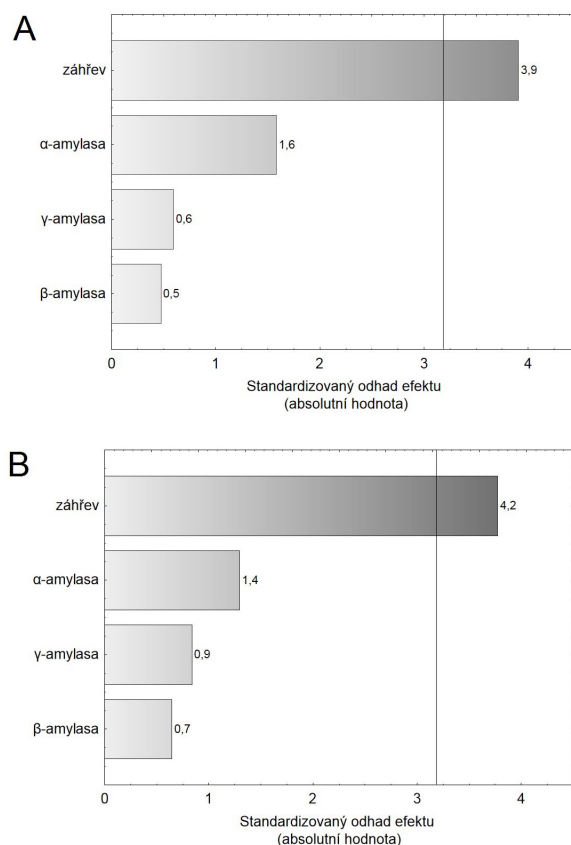 A
záhřev
3,9
α-amylasa
1,6
γ-amylasa
0,6
β-amylasa
0,5
0 1 2 3 4
Standardizovaný odhad efektu
(absolutní hodnota)
B
záhřev
4,2
α-amylasa
1,4
γ-amylasa
0,9
β-amylasa
0,7
0 1 2 3 4
Standardizovaný odhad efektu
(absolutní hodnota)